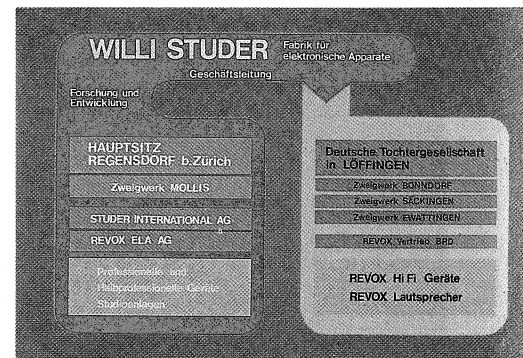 WILLI STUDER
Fabrik für
elektronische Apparate
Geschäftsleitung
Forschung und
Entwicklung
HAUPTSITZ
REGENSDORF b.Zürich
Zweigwerk MOLLIS
STUDER INTERNATIONAL AG
REVOX ELA AG
Professionelle und
Halbprofessionelle Geräte
Studioanlagen
Deutsche Tochtergesellschaft
in LÖFFINGEN
Zweigwerk BONNDORF
Zweigwerk SÄCKINGEN
Zweigwerk EWATTINGEN
REVOX Vertrieb BRD
REVOX HiFi Geräte
REVOX Lautsprecher